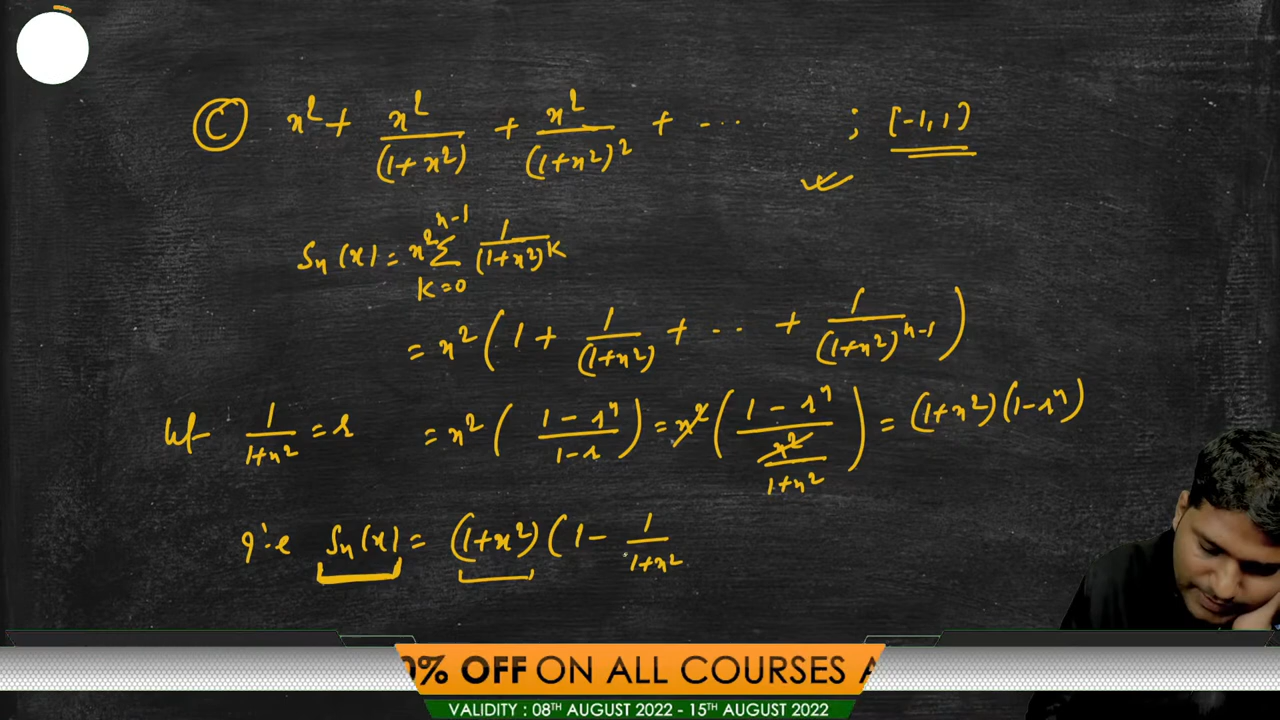 (C) x² + x²/(1+x²) + x²/(1+x²)² + --- ; [-1,1]
Sₙ(x) = x² Σ_{K=0}^{n-1} 1/(1+x²)^K
= x² (1 + 1/(1+x²) + -- + 1/(1+x²)^{n-1})
let 1/(1+x²) = r = x² ((1-rⁿ)/(1-r)) = x² ((1-rⁿ)/(x²/(1+x²))) = (1+x²)(1-rⁿ)
i.e Sₙ(x) = (1+x²)(1 - 1/(1+x²
0% OFF ON ALL COURSES
VALIDITY : 08TH AUGUST 2022 - 15TH AUGUST 2022